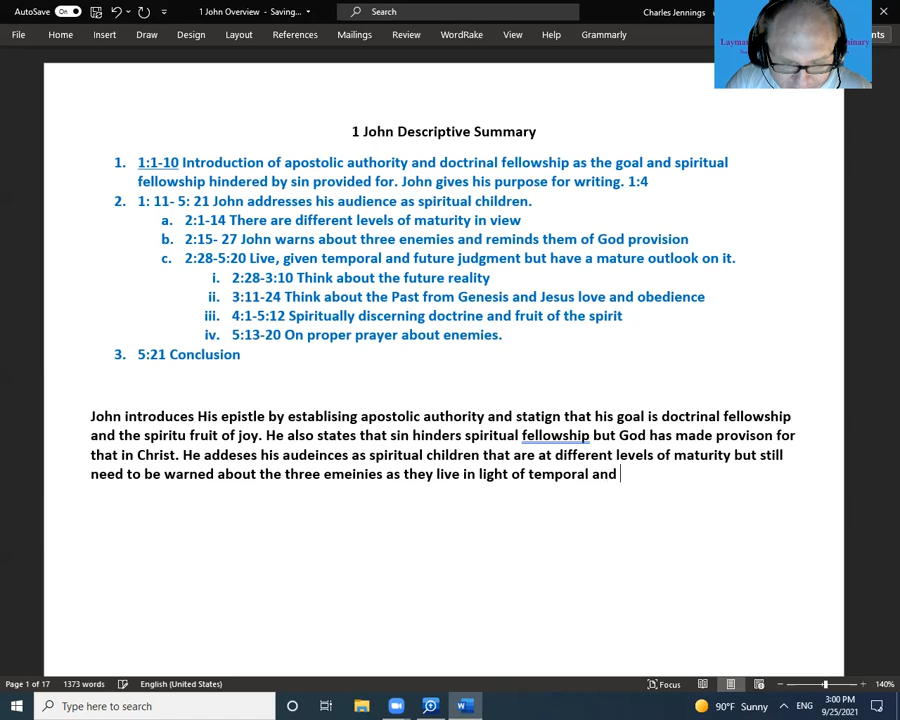 AutoSave On 1 John Overview - Saving... Search Charles Jennings
File Home Insert Draw Design Layout References Mailings Review View WordRake View Help Grammarly
1 John Descriptive Summary
1. 1:1-10 Introduction of apostolic authority and doctrinal fellowship as the goal and spiritual
fellowship hindered by sin provided for. John gives his purpose for writing. 1:4
2. 1: 11- 5: 21 John addresses his audience as spiritual children.
a. 2:1-14 There are different levels of maturity in view
b. 2:15- 27 John warns about three enemies and reminds them of God provision
c. 2:28-5:20 Live, given temporal and future judgment but have a mature outlook on it.
i. 2:28-3:10 Think about the future reality
ii. 3:11-24 Think about the Past from Genesis and Jesus love and obedience
iii. 4:1-5:12 Spiritually discerning doctrine and fruit of the spirit
iv. 5:13-20 On proper prayer about enemies.
3. 5:21 Conclusion
John introduces His epistle by establising apostolic authority and statign that his goal is doctrinal fellowship
and the spiritu fruit of joy. He also states that sin hinders spiritual fellowship but God has made provison for
that in Christ. He addeses his audeinces as spiritual children that are at different levels of maturity but still
need to be warned about the three emeinies as they live in light of temporal and
Page 1 of 17 1373 words English (United States) Focus 140%
Type here to search 90°F Sunny ENG 3:00 PM
9/25/2021